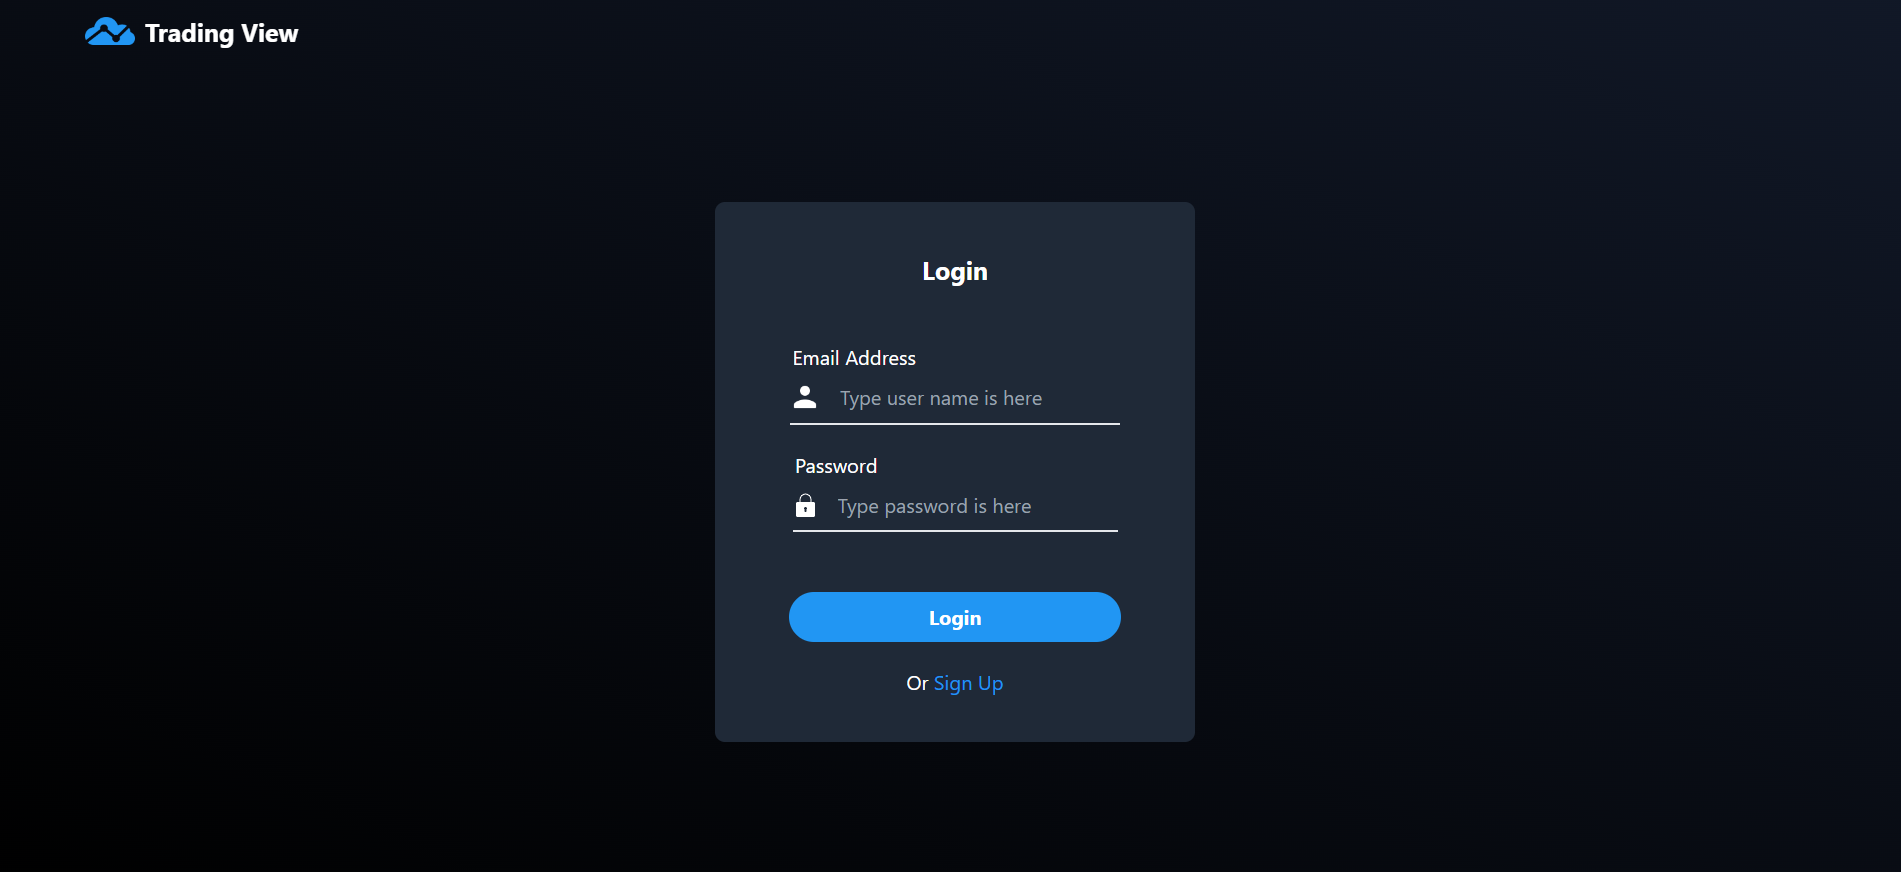 Trading View
Login
Email Address
Type user name is here
Password
Type password is here
Login
Or Sign Up